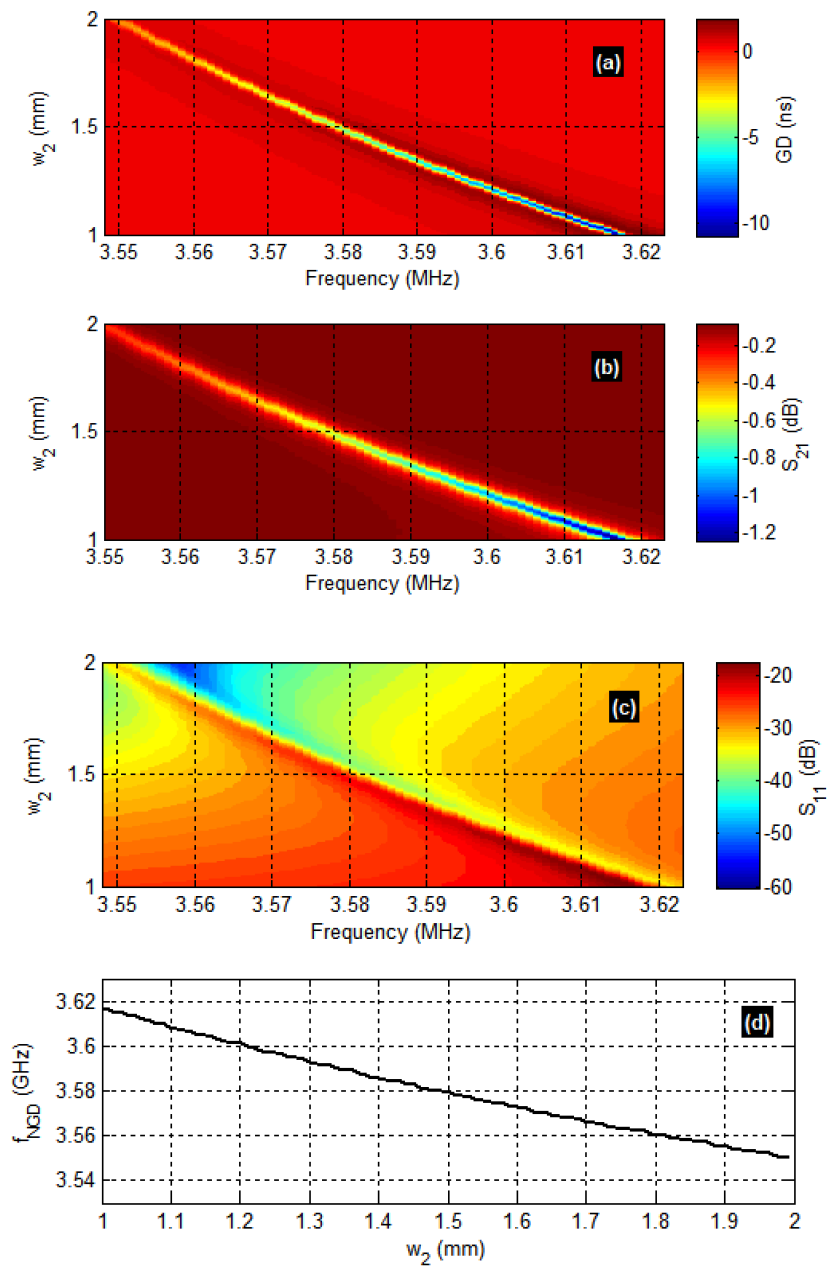 (a)
2
1.5
1
w2 (mm)
3.55 3.56 3.57 3.58 3.59 3.6 3.61 3.62
Frequency (MHz)
0
-5
-10
GD (ns)
(b)
2
1.5
1
w2 (mm)
3.55 3.56 3.57 3.58 3.59 3.6 3.61 3.62
Frequency (MHz)
-0.2
-0.4
-0.6
-0.8
-1
-1.2
S21 (dB)
(c)
2
1.5
1
w2 (mm)
3.55 3.56 3.57 3.58 3.59 3.6 3.61 3.62
Frequency (MHz)
-20
-30
-40
-50
-60
S11 (dB)
(d)
3.62
3.6
3.58
3.56
3.54
fNGD (GHz)
1 1.1 1.2 1.3 1.4 1.5 1.6 1.7 1.8 1.9 2
w2 (mm)